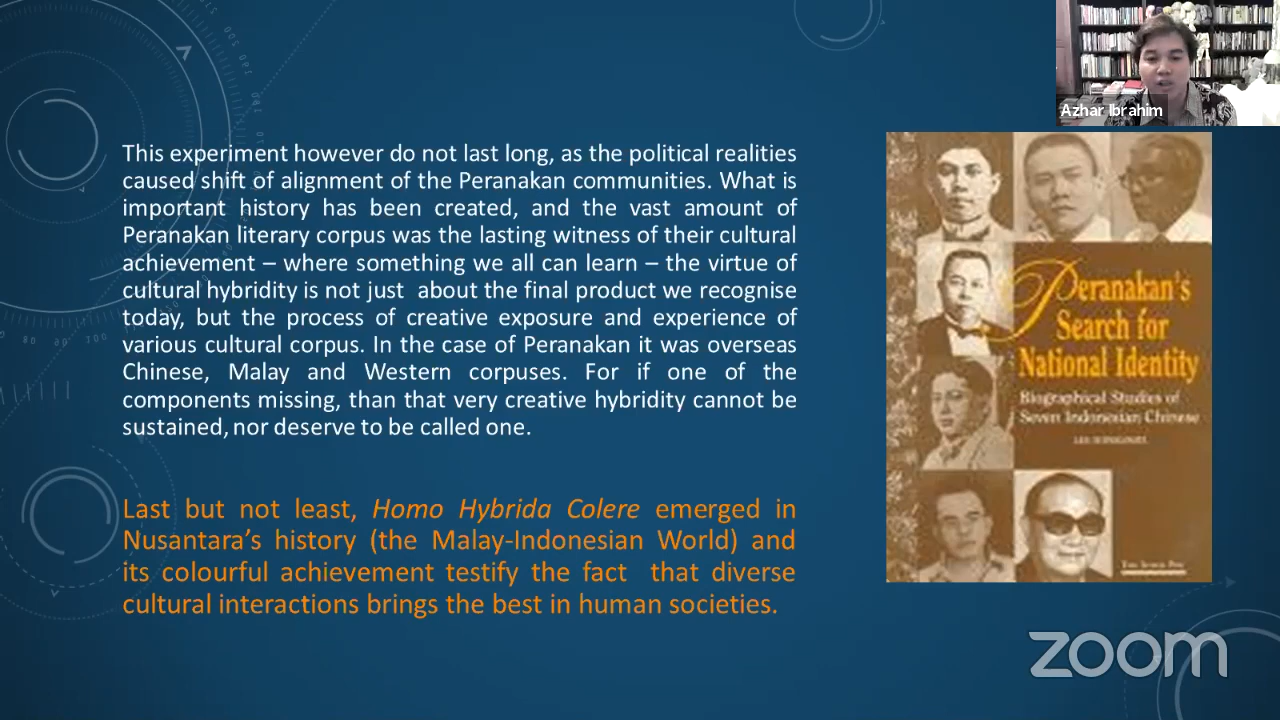 Azhar Ibrahim
This experiment however do not last long, as the political realities
caused shift of alignment of the Peranakan communities. What is
important history has been created, and the vast amount of
Peranakan literary corpus was the lasting witness of their cultural
achievement – where something we all can learn – the virtue of
cultural hybridity is not just about the final product we recognise
today, but the process of creative exposure and experience of
various cultural corpus. In the case of Peranakan it was overseas
Chinese, Malay and Western corpuses. For if one of the
components missing, than that very creative hybridity cannot be
sustained, nor deserve to be called one.
Last but not least, Homo Hybrida Colere emerged in
Nusantara's history (the Malay-Indonesian World) and
its colourful achievement testify the fact that diverse
cultural interactions brings the best in human societies.
Peranakan's
Search for
National Identity
Biographical Studies of
Seven Indonesian Chinese
zoom